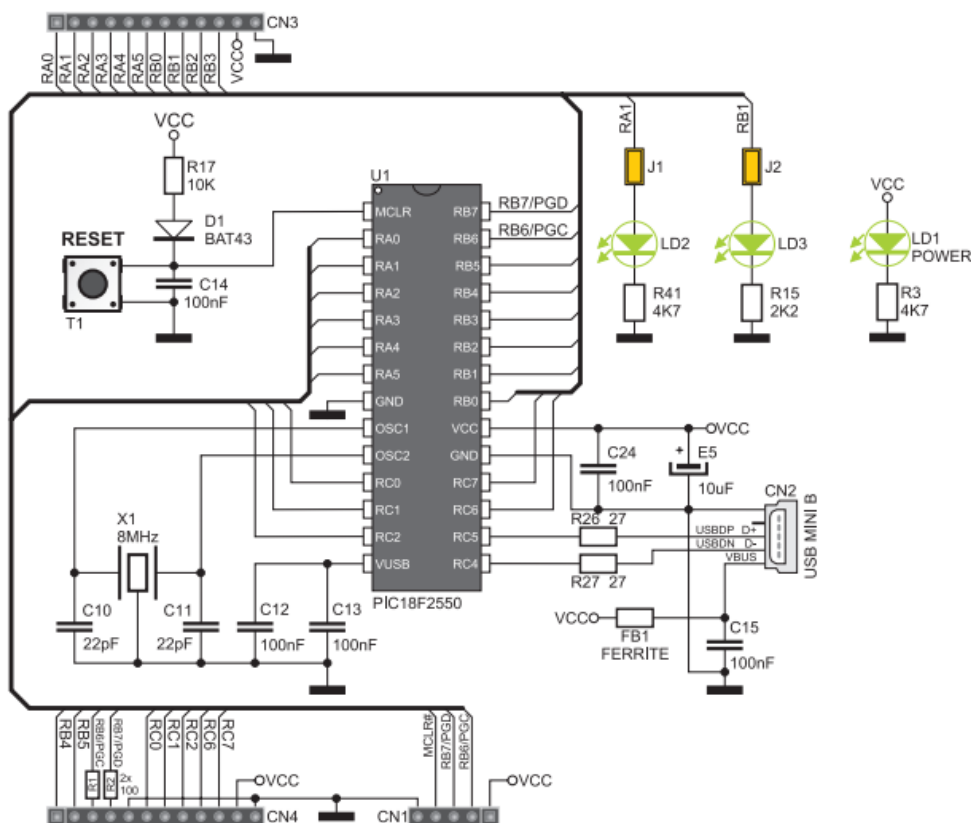 CN3
RA0
RA1
RA2
RA3
RA4
RA5
RB0
RB1
RB2
RB3
VCC
VCC
R17
10K
D1
BAT43
RESET
C14
100nF
T1
U1
MCLR
RA0
RA1
RA2
RA3
RA4
RA5
GND
OSC1
OSC2
RC0
RC1
RC2
VUSB
RB7
RB6
RB5
RB4
RB3
RB2
RB1
RB0
VCC
GND
RC7
RC6
RC5
RC4
PIC18F2550
RB7/PGD
RB6/PGC
RA1
J1
LD2
R41
4K7
RB1
J2
LD3
R15
2K2
VCC
LD1
POWER
R3
4K7
VCC
C24
100nF
+
E5
10uF
CN2
USB MINI B
R26 27
USBDP D+
USBDN D-
VBUS
R27 27
VCC
FB1
FERRITE
C15
100nF
X1
8MHz
C10
22pF
C11
22pF
C12
100nF
C13
100nF
RB4
RB5
RB6/PGC
RB7/PGD
RC0
RC1
RC2
RC6
RC7
R1
R2
2x
100
VCC
CN4
MCLR#
RB7/PGD
RB6/PGC
VCC
CN1